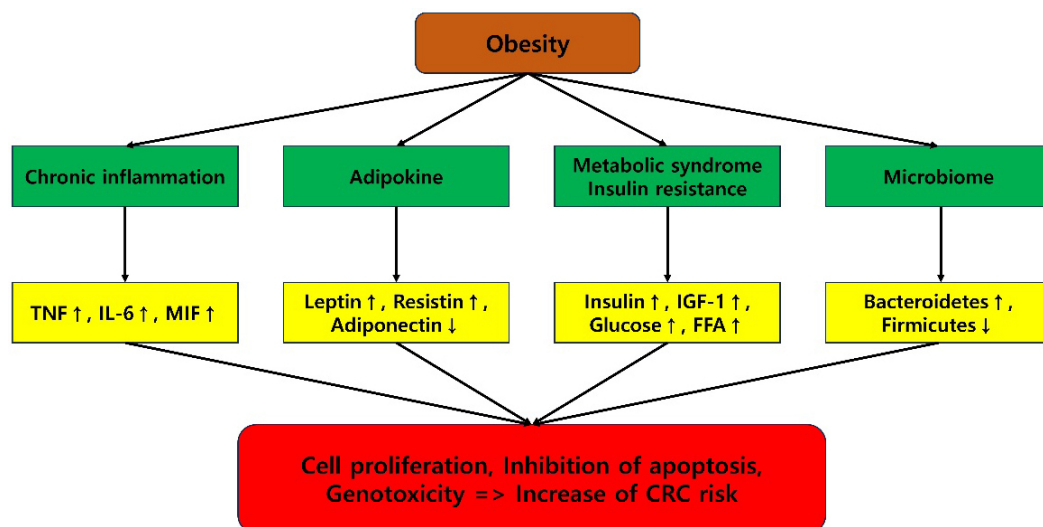 Obesity
Chronic inflammation
Adipokine
Metabolic syndrome
Insulin resistance
Microbiome
TNF↑, IL-6↑, MIF↑
Leptin↑, Resistin↑,
Adiponectin↓
Insulin↑, IGF-1↑,
Glucose↑, FFA↑
Bacteroidetes↑,
Firmicutes↓
Cell proliferation, Inhibition of apoptosis,
Genotoxicity => Increase of CRC risk